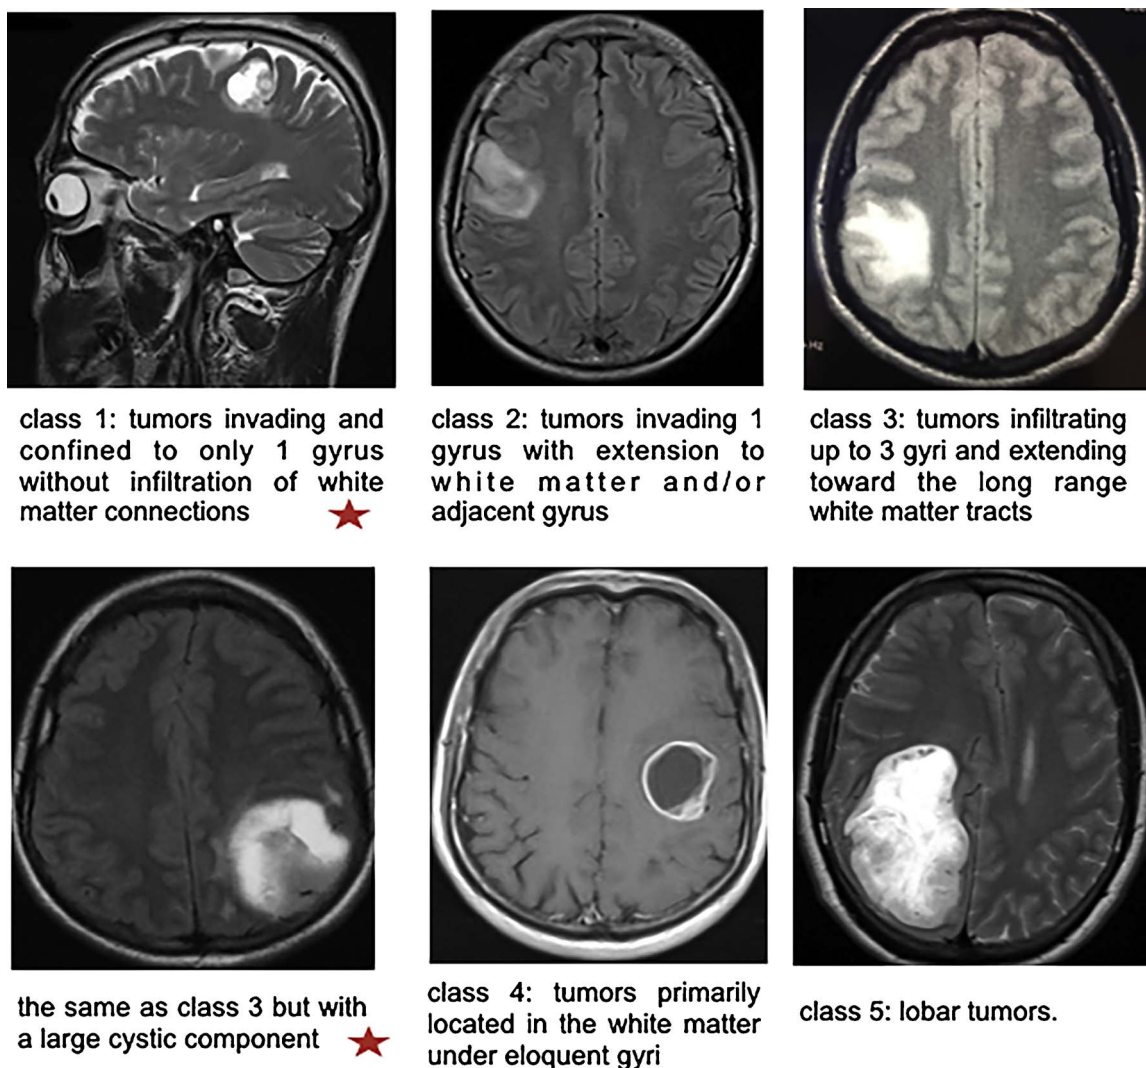 Hz
class 1: tumors invading and
confined to only 1 gyrus
without infiltration of white
matter connections
class 2: tumors invading 1
gyrus with extension to
white matter and/or
adjacent gyrus
class 3: tumors infiltrating
up to 3 gyri and extending
toward the long range
white matter tracts
the same as class 3 but with
a large cystic component
class 4: tumors primarily
located in the white matter
under eloquent gyri
class 5: lobar tumors.